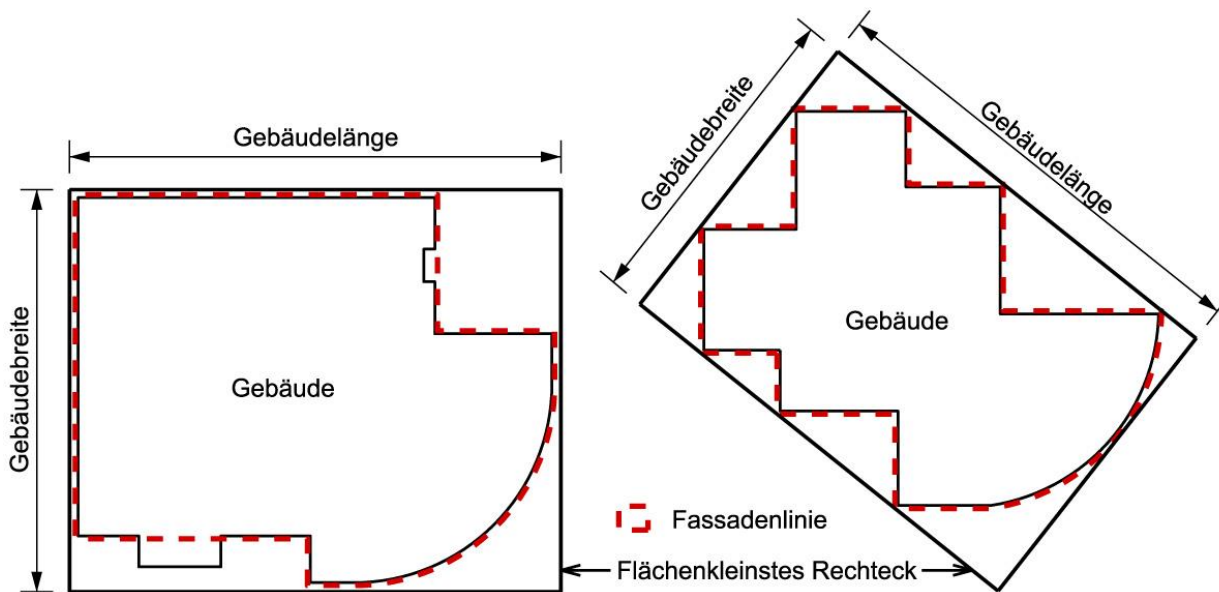 Gebäudelänge
Gebäudebreite
Gebäude
Gebäudebreite
Gebäudelänge
Gebäude
Fassadenlinie
Flächenkleinstes Rechteck